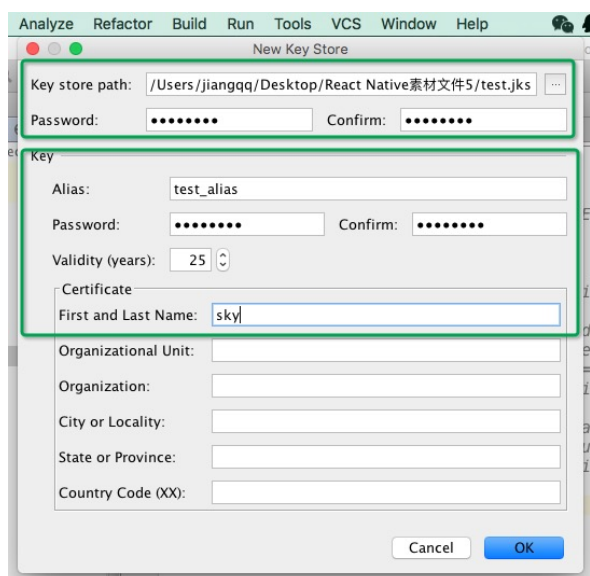 Analyze Refactor Build Run Tools VCS Window Help
New Key Store
Key store path: /Users/jiangqq/Desktop/React Native素材文件5/test.jks ...
Password: •••••••• Confirm: ••••••••
Key
Alias: test_alias
Password: •••••••• Confirm: ••••••••
Validity (years): 25
Certificate
First and Last Name: sky
Organizational Unit:
Organization:
City or Locality:
State or Province:
Country Code (XX):
Cancel OK